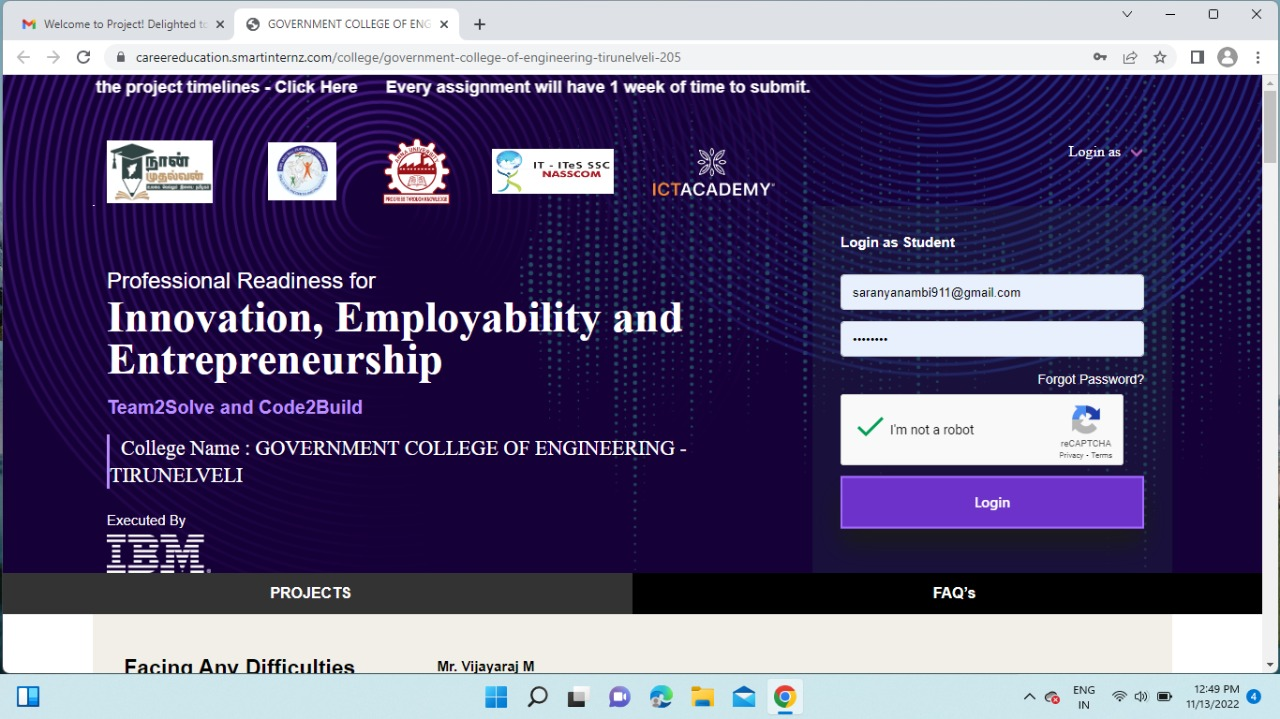 Welcome to Project! Delighted to
GOVERNMENT COLLEGE OF ENG
careereducation.smartinternz.com/college/government-college-of-engineering-tirunelveli-205
the project timelines - Click Here
Every assignment will have 1 week of time to submit.
நான்
முதல்வன்
IT - ITeS SSC
NASSCOM
ICTACADEMY
Login as
Login as Student
saranyanambi911@gmail.com
Forgot Password?
I'm not a robot
reCAPTCHA
Privacy - Terms
Login
Professional Readiness for
Innovation, Employability and
Entrepreneurship
Team2Solve and Code2Build
College Name : GOVERNMENT COLLEGE OF ENGINEERING -
TIRUNELVELI
Executed By
IBM
PROJECTS
FAQ's
Facing Any Difficulties
Mr. Vijayaraj M
ENG
IN
12:49 PM
11/13/2022
4